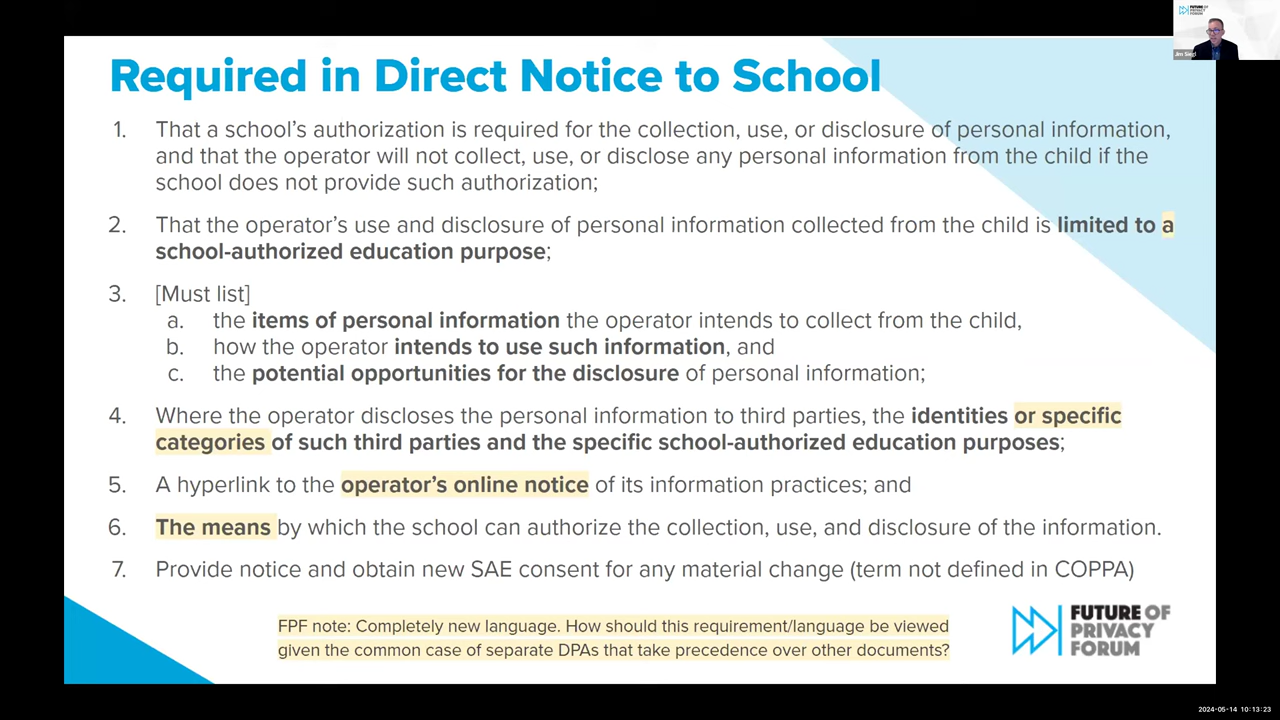 FUTURE OF
PRIVACY
FORUM
Required in Direct Notice to School
1. That a school's authorization is required for the collection, use, or disclosure of personal information,
and that the operator will not collect, use, or disclose any personal information from the child if the
school does not provide such authorization;
2. That the operator's use and disclosure of personal information collected from the child is limited to a
school-authorized education purpose;
3. [Must list]
a. the items of personal information the operator intends to collect from the child,
b. how the operator intends to use such information, and
c. the potential opportunities for the disclosure of personal information;
4. Where the operator discloses the personal information to third parties, the identities or specific
categories of such third parties and the specific school-authorized education purposes;
5. A hyperlink to the operator's online notice of its information practices; and
6. The means by which the school can authorize the collection, use, and disclosure of the information.
7. Provide notice and obtain new SAE consent for any material change (term not defined in COPPA)
FPF note: Completely new language. How should this requirement/language be viewed
given the common case of separate DPAs that take precedence over other documents?
FUTURE OF
PRIVACY
FORUM
2024-05-14 10:13:23